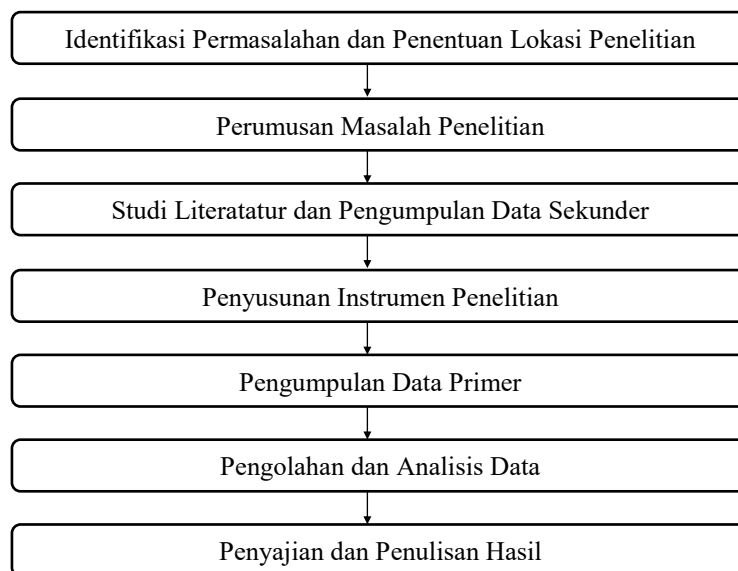 Identifikasi Permasalahan dan Penentuan Lokasi Penelitian
Perumusan Masalah Penelitian
Studi Literatatur dan Pengumpulan Data Sekunder
Penyusunan Instrumen Penelitian
Pengumpulan Data Primer
Pengolahan dan Analisis Data
Penyajian dan Penulisan Hasil